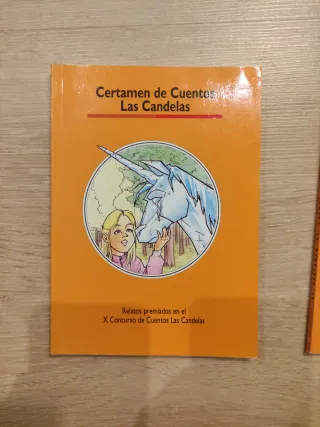 Certamen de Cuentos
Las Candelas
Relatos premiados en el
X Concurso de Cuentos Las Candelas